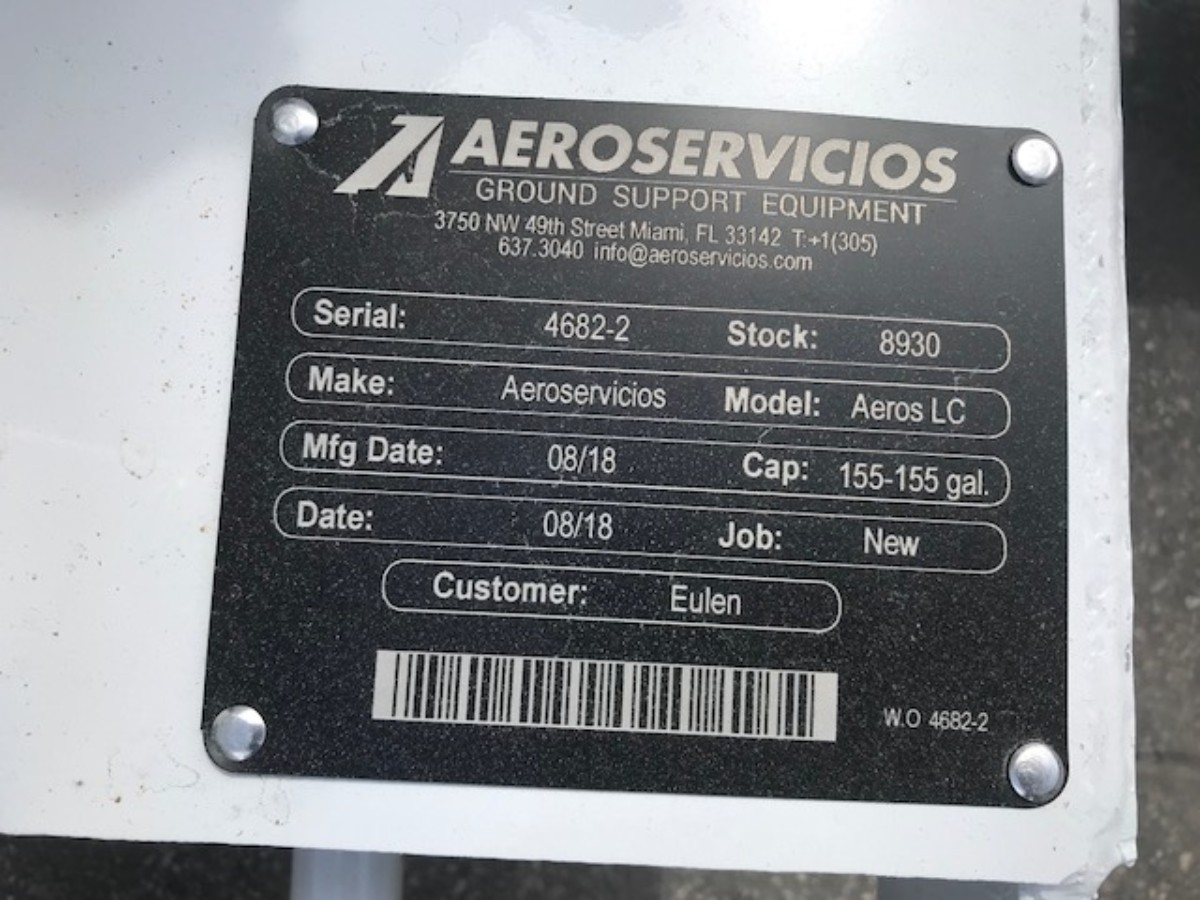 AEROSERVICIOS
GROUND SUPPORT EQUIPMENT
3750 NW 49th Street Miami, FL 33142 T:+1(305)
637.3040 info@aeroservicios.com
Serial: 4682-2 Stock: 8930
Make: Aeroservicios Model: Aeros LC
Mfg Date: 08/18 Cap: 155-155 gal.
Date: 08/18 Job: New
Customer: Eulen
W.O 4682-2